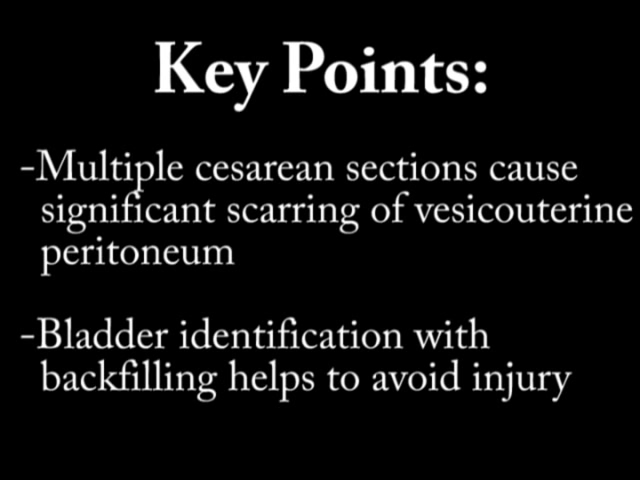 Key Points:
-Multiple cesarean sections cause
significant scarring of vesicouterine
peritoneum
-Bladder identification with
backfilling helps to avoid injury